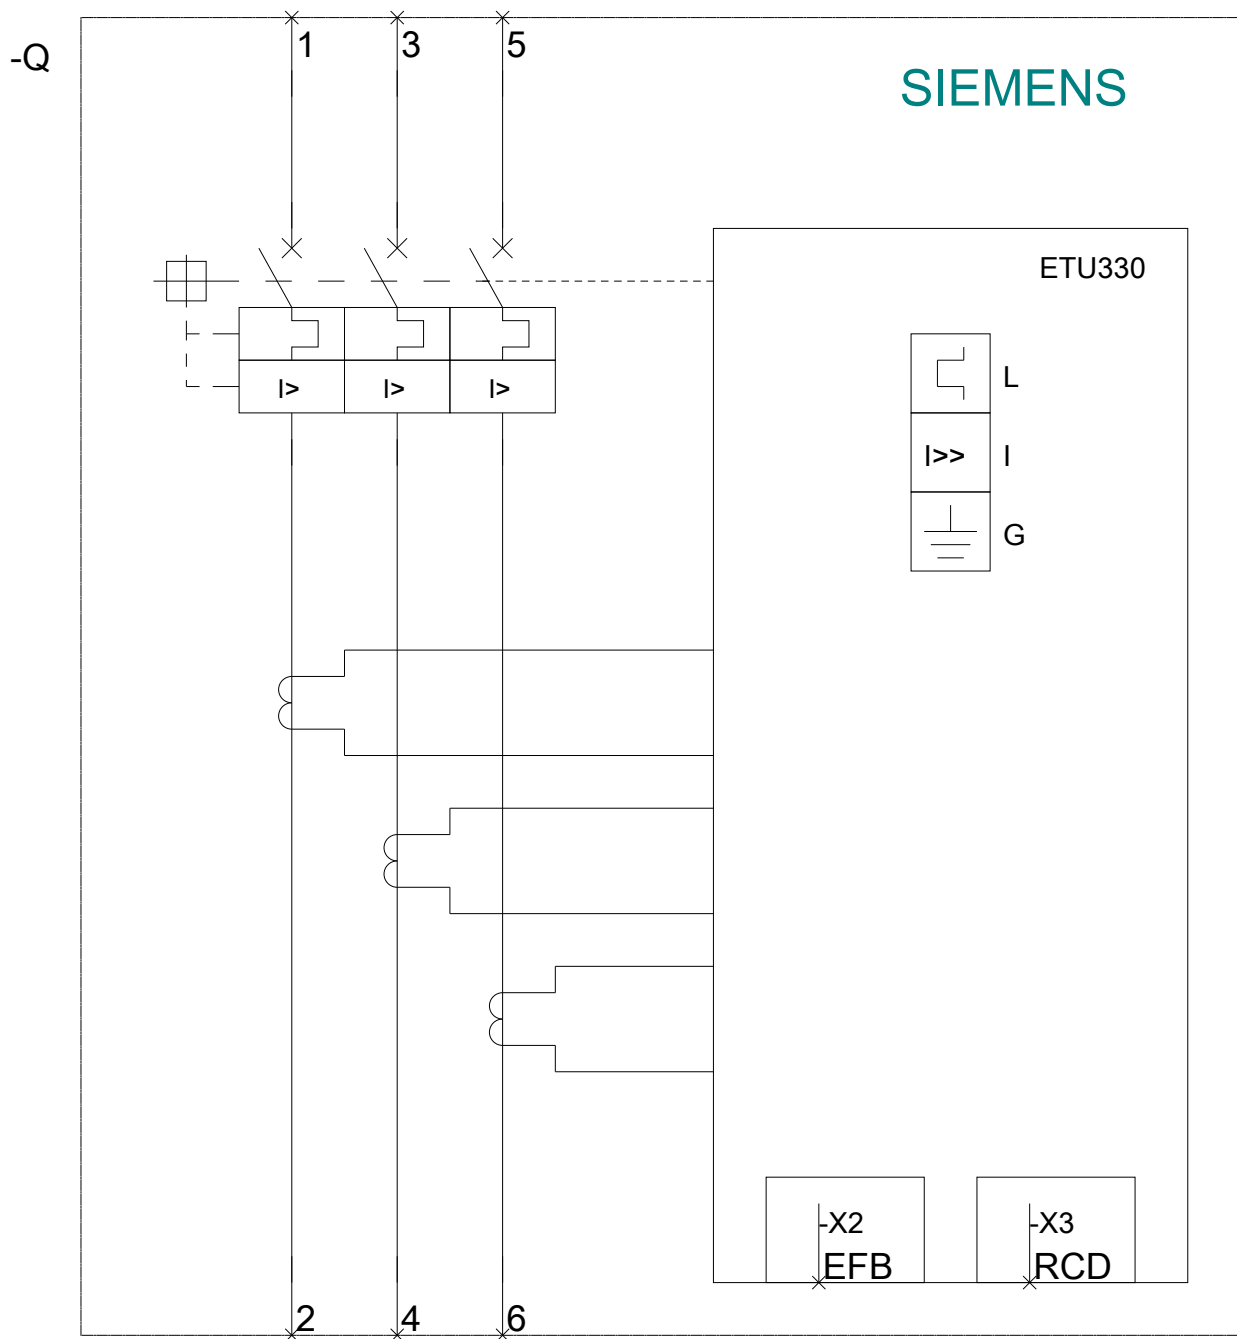 1 3 5
-Q
SIEMENS
ETU330
L
I> I> I>
I>> I
G
-X2 -X3
EFB RCD
2 4 6